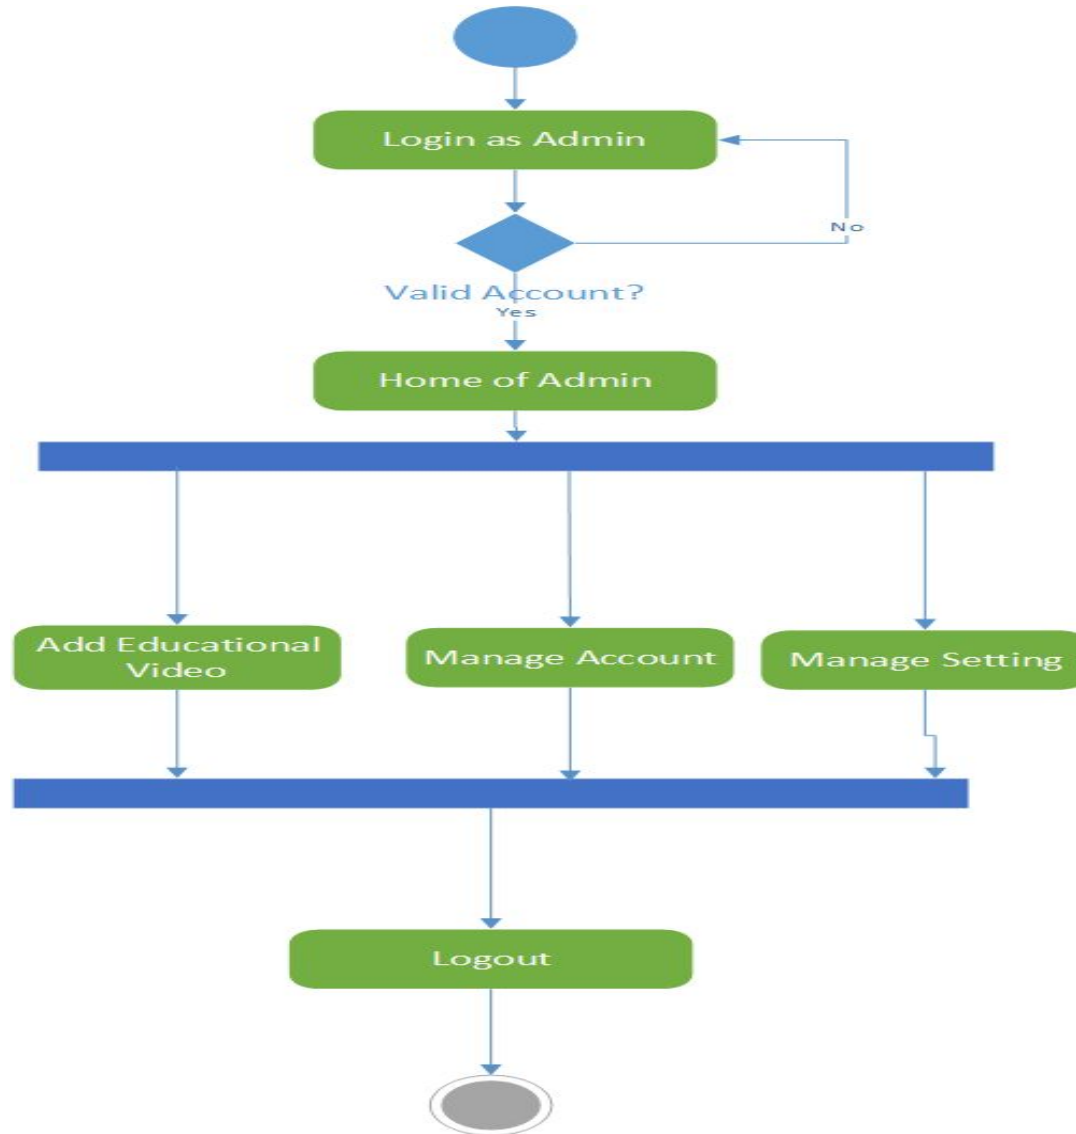 Login as Admin
No
Valid Account?
Yes
Home of Admin
Add Educational
Video
Manage Account
Manage Setting
Logout